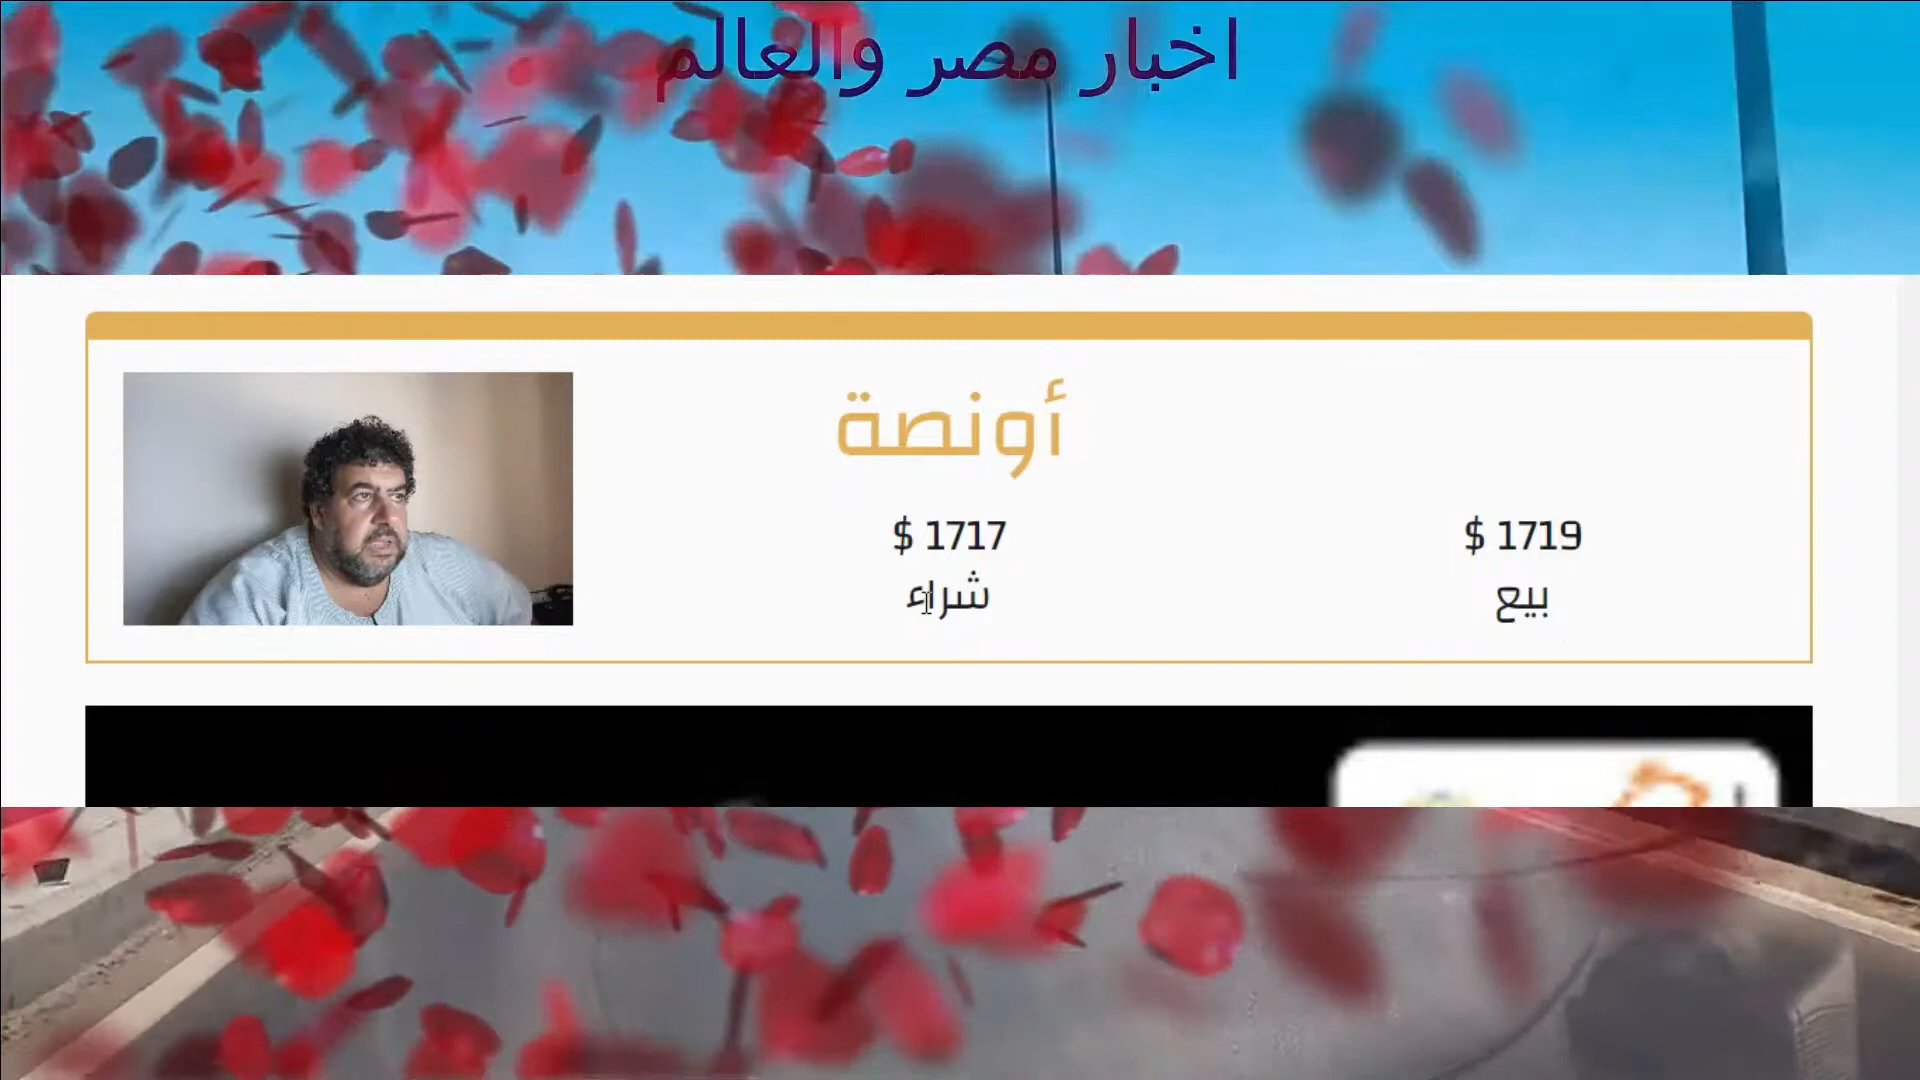 اخبار مصر والعالم
أونصة
$ 1719
بيع
$ 1717
شراء